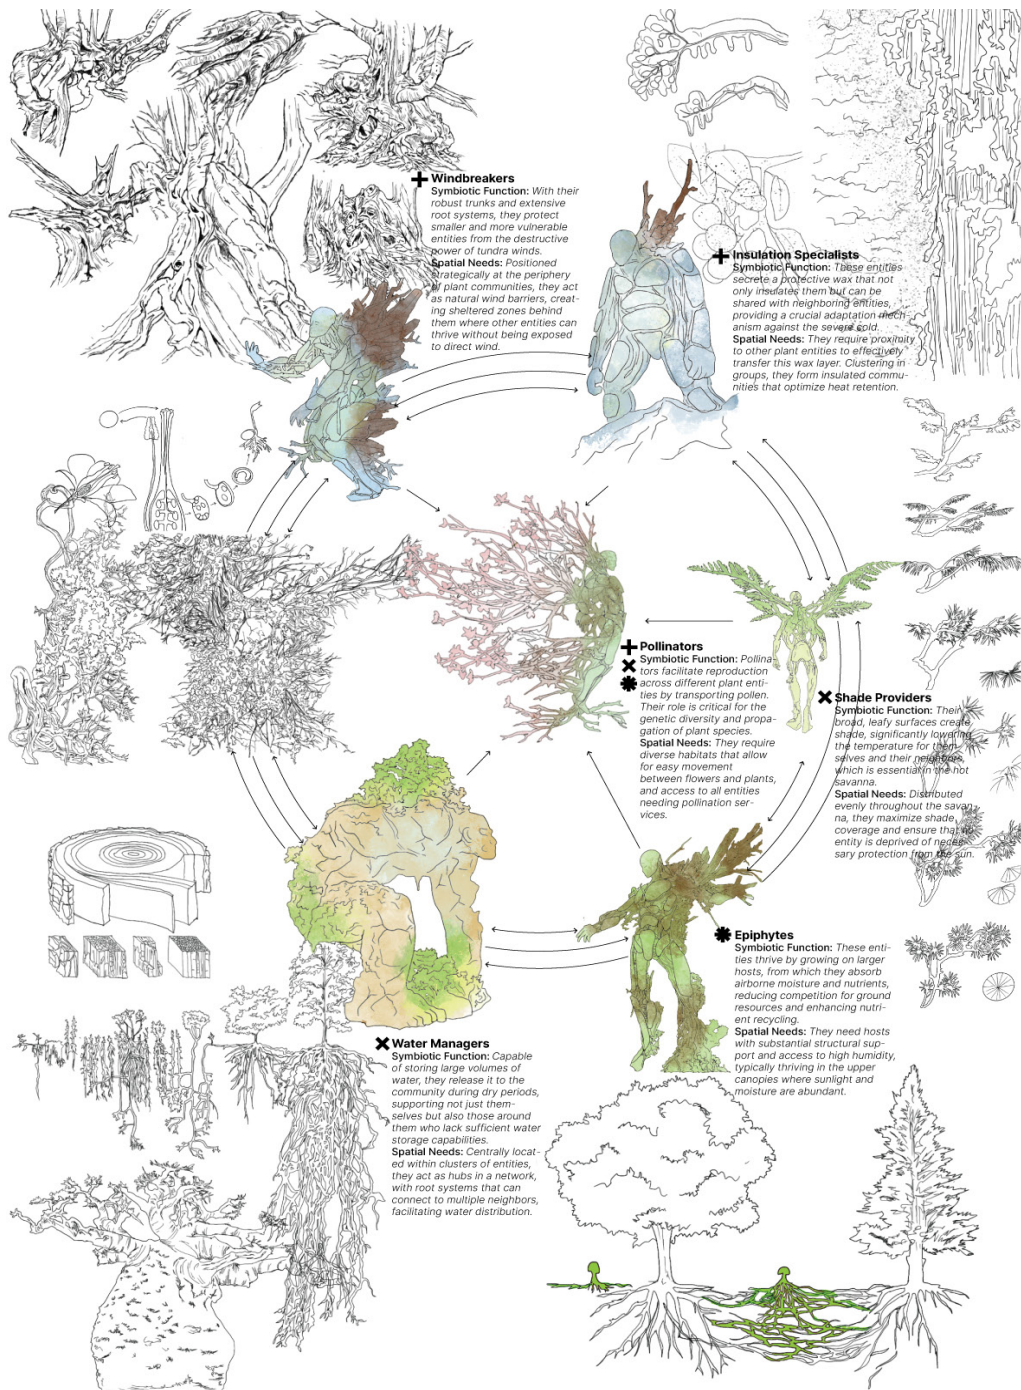 Windbreakers
Symbiotic Function: With their
robust trunks and extensive
root systems, they protect
smaller and more vulnerable
entities from the destructive
power of tundra winds.
Spatial Needs: Positioned
strategically at the periphery
of plant communities, they act
as natural wind barriers, creat-
ing sheltered zones behind
them where other entities can
thrive without being exposed
to direct wind.
Insulation Specialists
Symbiotic Function: These entities
secrete a protective wax that not
only insulates them but can be
shared with neighboring entities,
providing a crucial adaptation mech-
anism against the severe cold.
Spatial Needs: They require proximity
to other plant entities to effectively
transfer this wax layer. Clustering in
groups, they form insulated commu-
nities that optimize heat retention.
Pollinators
Symbiotic Function: Pollina-
tors facilitate reproduction
across different plant enti-
ties by transporting pollen.
Their role is critical for the
genetic diversity and propa-
gation of plant species.
Spatial Needs: They require
diverse habitats that allow
for easy movement
between flowers and plants,
and access to all entities
needing pollination ser-
vices.
Shade Providers
Symbiotic Function: Their
broad, leafy surfaces create
shade, significantly lowering
the temperature for them-
selves and their neighbors,
which is essential in the hot
savanna.
Spatial Needs: Distributed
evenly throughout the savan-
na, they maximize shade
coverage and ensure that no
entity is deprived of neces-
sary protection from the sun.
Epiphytes
Symbiotic Function: These enti-
ties thrive by growing on larger
hosts, from which they absorb
airborne moisture and nutrients,
reducing competition for ground
resources and enhancing nutri-
ent recycling.
Spatial Needs: They need hosts
with substantial structural sup-
port and access to high humidity,
typically thriving in the upper
canopies where sunlight and
moisture are abundant.
Water Managers
Symbiotic Function: Capable
of storing large volumes of
water, they release it to the
community during dry periods,
supporting not just them-
selves but also those around
them who lack sufficient water
storage capabilities.
Spatial Needs: Centrally locat-
ed within clusters of entities,
they act as hubs in a network,
with root systems that can
connect to multiple neighbors,
facilitating water distribution.